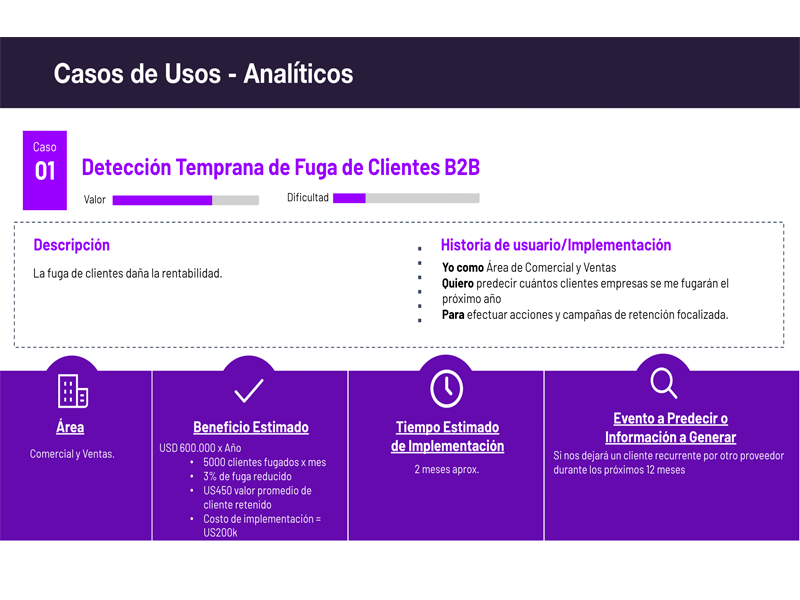 Casos de Usos - Analíticos
Caso
01
Detección Temprana de Fuga de Clientes B2B
Valor
Dificultad
Descripción
La fuga de clientes daña la rentabilidad.
Historia de usuario/Implementación
Yo como Área de Comercial y Ventas
Quiero predecir cuántos clientes empresas se me fugarán el
próximo año
Para efectuar acciones y campañas de retención focalizada.
Área
Comercial y Ventas.
Beneficio Estimado
USD 600.000 x Año
• 5000 clientes fugados x mes
• 3% de fuga reducido
• US450 valor promedio de
cliente retenido
• Costo de implementación =
US200k
Tiempo Estimado
de Implementación
2 meses aprox.
Evento a Predecir o
Información a Generar
Si nos dejará un cliente recurrente por otro proveedor
durante los próximos 12 meses